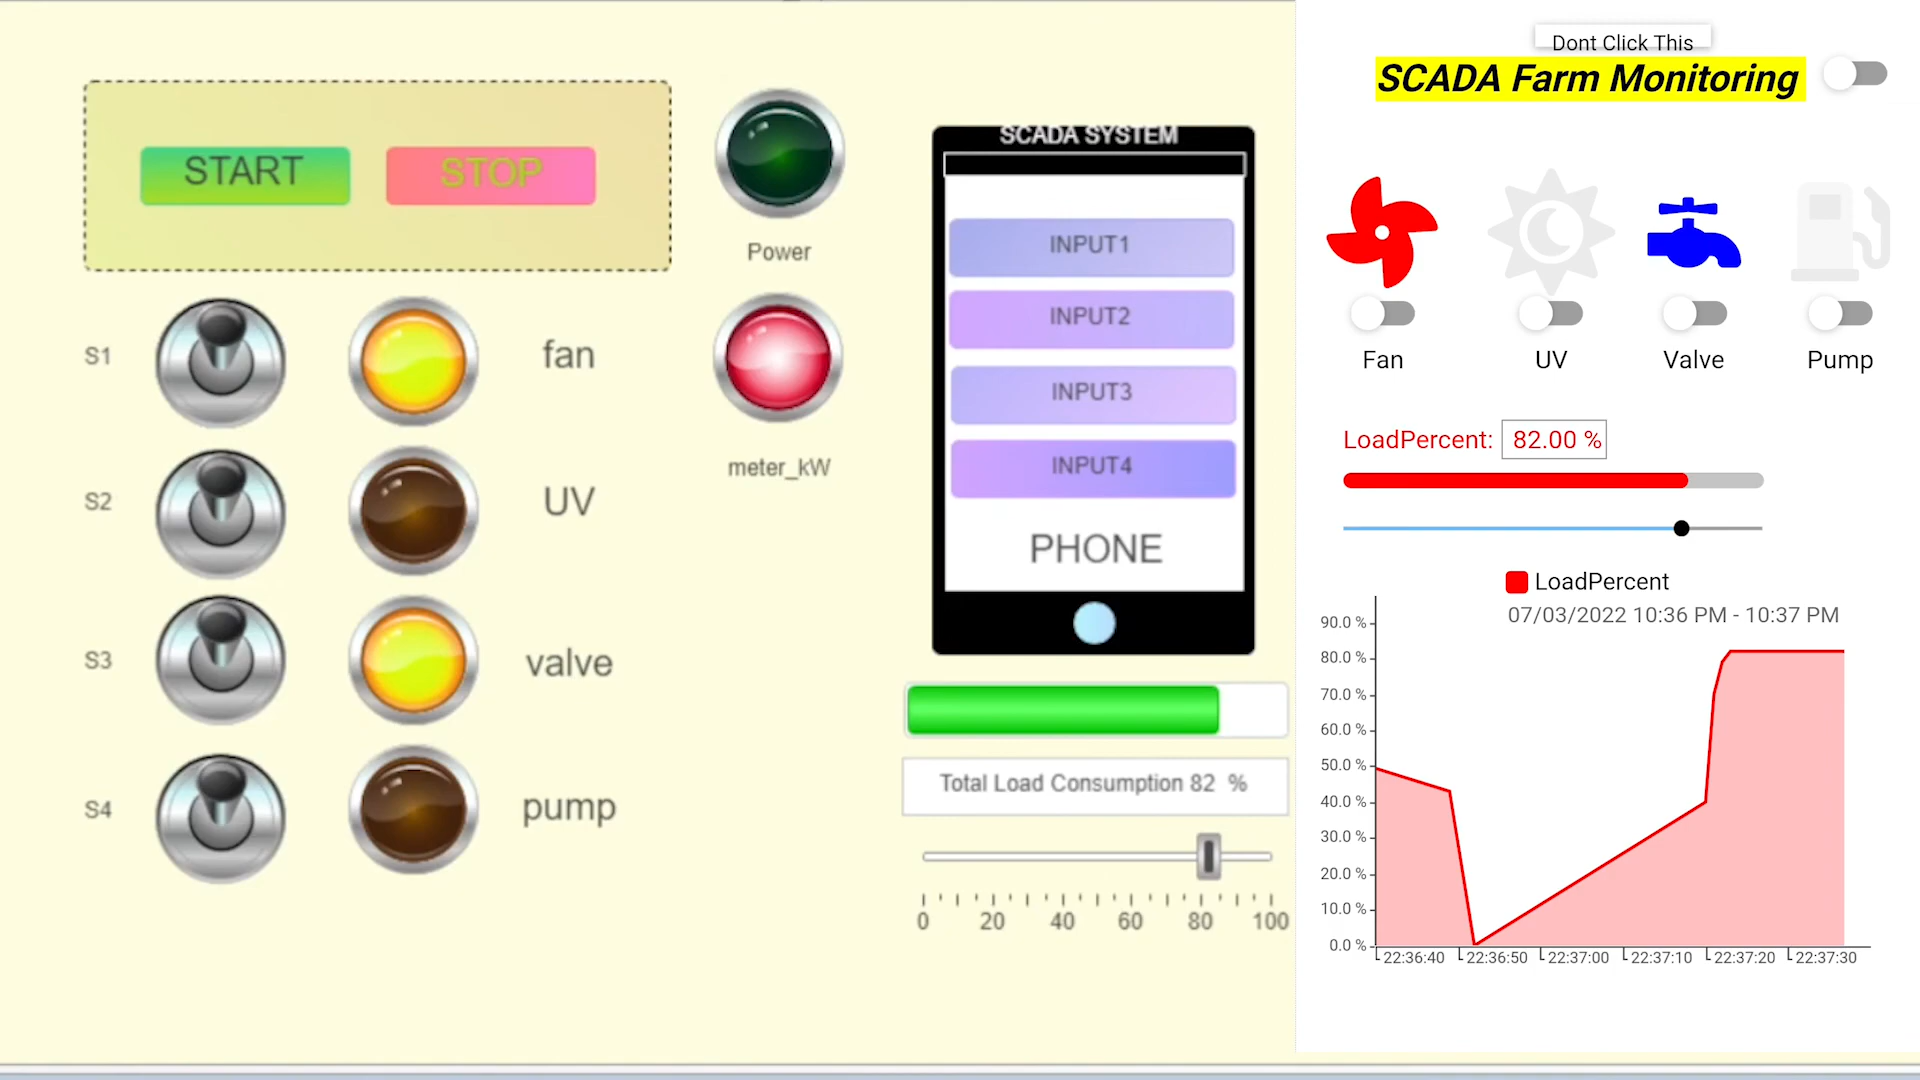 START
STOP
Power
S1
fan
meter_kW
S2
UV
S3
valve
S4
pump
SCADA SYSTEM
INPUT1
INPUT2
INPUT3
INPUT4
PHONE
Total Load Consumption 82 %
0 20 40 60 80 100
Dont Click This
SCADA Farm Monitoring
Fan UV Valve Pump
LoadPercent: 82.00 %
LoadPercent
07/03/2022 10:36 PM - 10:37 PM
90.0 %
80.0 %
70.0 %
60.0 %
50.0 %
40.0 %
30.0 %
20.0 %
10.0 %
0.0 %
22:36:40 22:36:50 22:37:00 22:37:10 22:37:20 22:37:30